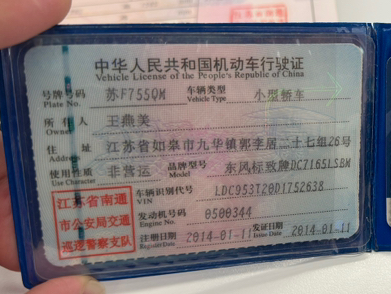 中华人民共和国机动车行驶证
Vehicle License of the People's Republic of China
号牌号码 苏F755QM 车辆类型 小型轿车
Plate No. Vehicle Type
所有人 王燕美
Owner
住址 江苏省如皋市九华镇郭李居二十七组26号
Address
使用性质 非营运 品牌型号 东风标致牌DC7165LSBM
Use Character Model
江苏省南通
市公安局交通
巡逻警察支队
车辆识别代号 LDC953T20D1752638
VIN
发动机号码 0500344
Engine No.
注册日期 2014-01-11 发证日期 2014-01-11
Register Date Issue Date